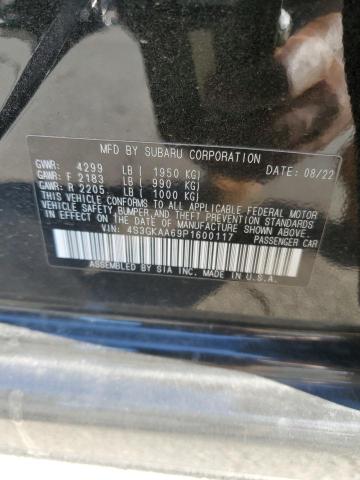 MFD BY SUBARU CORPORATION
GVWR: 4299 LB ( 1950 KG) DATE: 08/22
GAWR: F 2183 LB ( 990 KG)
GAWR: R 2205 LB ( 1000 KG)
THIS VEHICLE CONFORMS TO ALL APPLICABLE FEDERAL MOTOR
VEHICLE SAFETY, BUMPER, AND THEFT PREVENTION STANDARDS
IN EFFECT ON THE DATE OF MANUFACTURE SHOWN ABOVE.
VIN: 4S3GKAA69P1600117 PASSENGER CAR
ASSEMBLED BY SIA INC. MADE IN U.S.A.